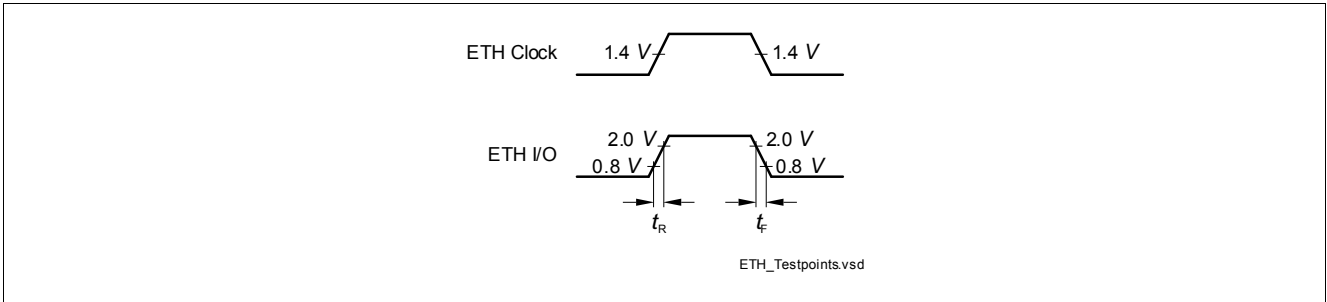 ETH Clock 1.4 V 1.4 V
2.0 V 2.0 V
ETH I/O
0.8 V 0.8 V
tR tF
ETH_Testpoints.vsd